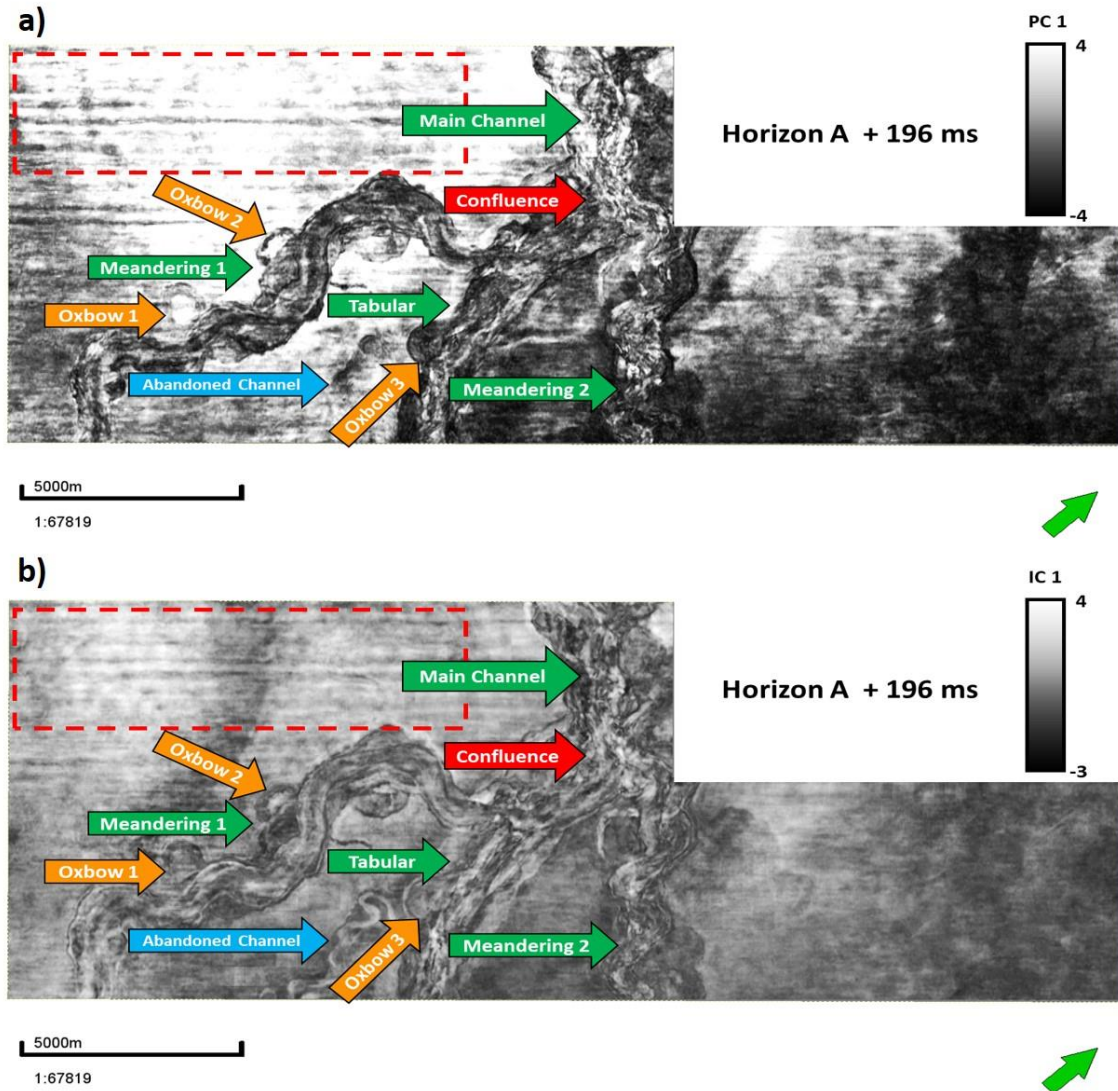 a)
PC 1
4
-4
Main Channel
Horizon A + 196 ms
Oxbow 2
Confluence
Meandering 1
Tabular
Oxbow 1
Abandoned Channel
Oxbow 3
Meandering 2
5000m
1:67819
b)
IC 1
4
-3
Main Channel
Horizon A + 196 ms
Oxbow 2
Confluence
Meandering 1
Tabular
Oxbow 1
Abandoned Channel
Oxbow 3
Meandering 2
5000m
1:67819